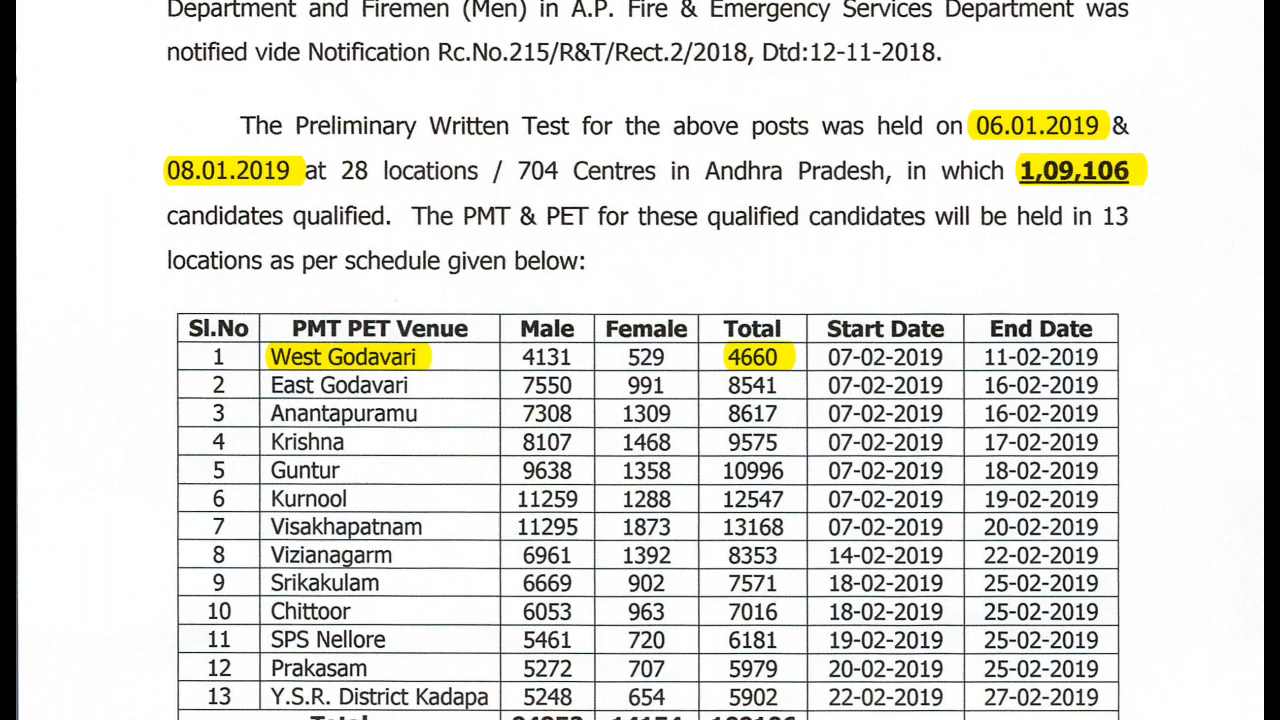 Department and Firemen (Men) in A.P. Fire & Emergency Services Department was
notified vide Notification Rc.No.215/R&T/Rect.2/2018, Dtd:12-11-2018.
The Preliminary Written Test for the above posts was held on 06.01.2019 &
08.01.2019 at 28 locations / 704 Centres in Andhra Pradesh, in which 1,09,106
candidates qualified. The PMT & PET for these qualified candidates will be held in 13
locations as per schedule given below:
Sl.No PMT PET Venue Male Female Total Start Date End Date
1 West Godavari 4131 529 4660 07-02-2019 11-02-2019
2 East Godavari 7550 991 8541 07-02-2019 16-02-2019
3 Anantapuramu 7308 1309 8617 07-02-2019 16-02-2019
4 Krishna 8107 1468 9575 07-02-2019 17-02-2019
5 Guntur 9638 1358 10996 07-02-2019 18-02-2019
6 Kurnool 11259 1288 12547 07-02-2019 19-02-2019
7 Visakhapatnam 11295 1873 13168 07-02-2019 20-02-2019
8 Vizianagarm 6961 1392 8353 14-02-2019 22-02-2019
9 Srikakulam 6669 902 7571 18-02-2019 25-02-2019
10 Chittoor 6053 963 7016 18-02-2019 25-02-2019
11 SPS Nellore 5461 720 6181 19-02-2019 25-02-2019
12 Prakasam 5272 707 5979 20-02-2019 25-02-2019
13 Y.S.R. District Kadapa 5248 654 5902 22-02-2019 27-02-2019
Total